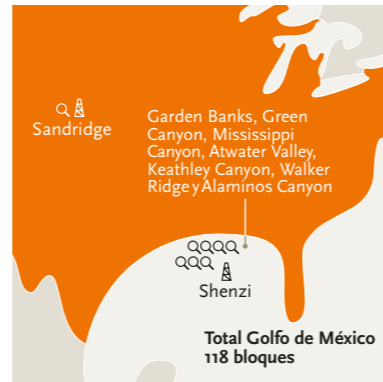 Sandridge
Garden Banks, Green
Canyon, Mississippi
Canyon, Atwater Valley,
Keathley Canyon, Walker
Ridge y Alaminos Canyon
Shenzi
Total Golfo de México
118 bloques